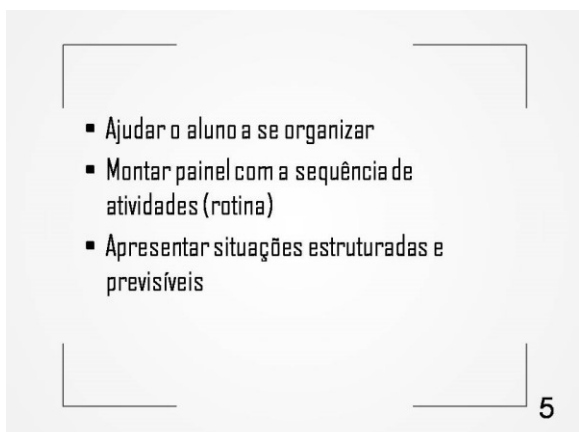 ▪ Ajudar o aluno a se organizar
▪ Montar painel com a sequência de
atividades (rotina)
▪ Apresentar situações estruturadas e
previsíveis
5